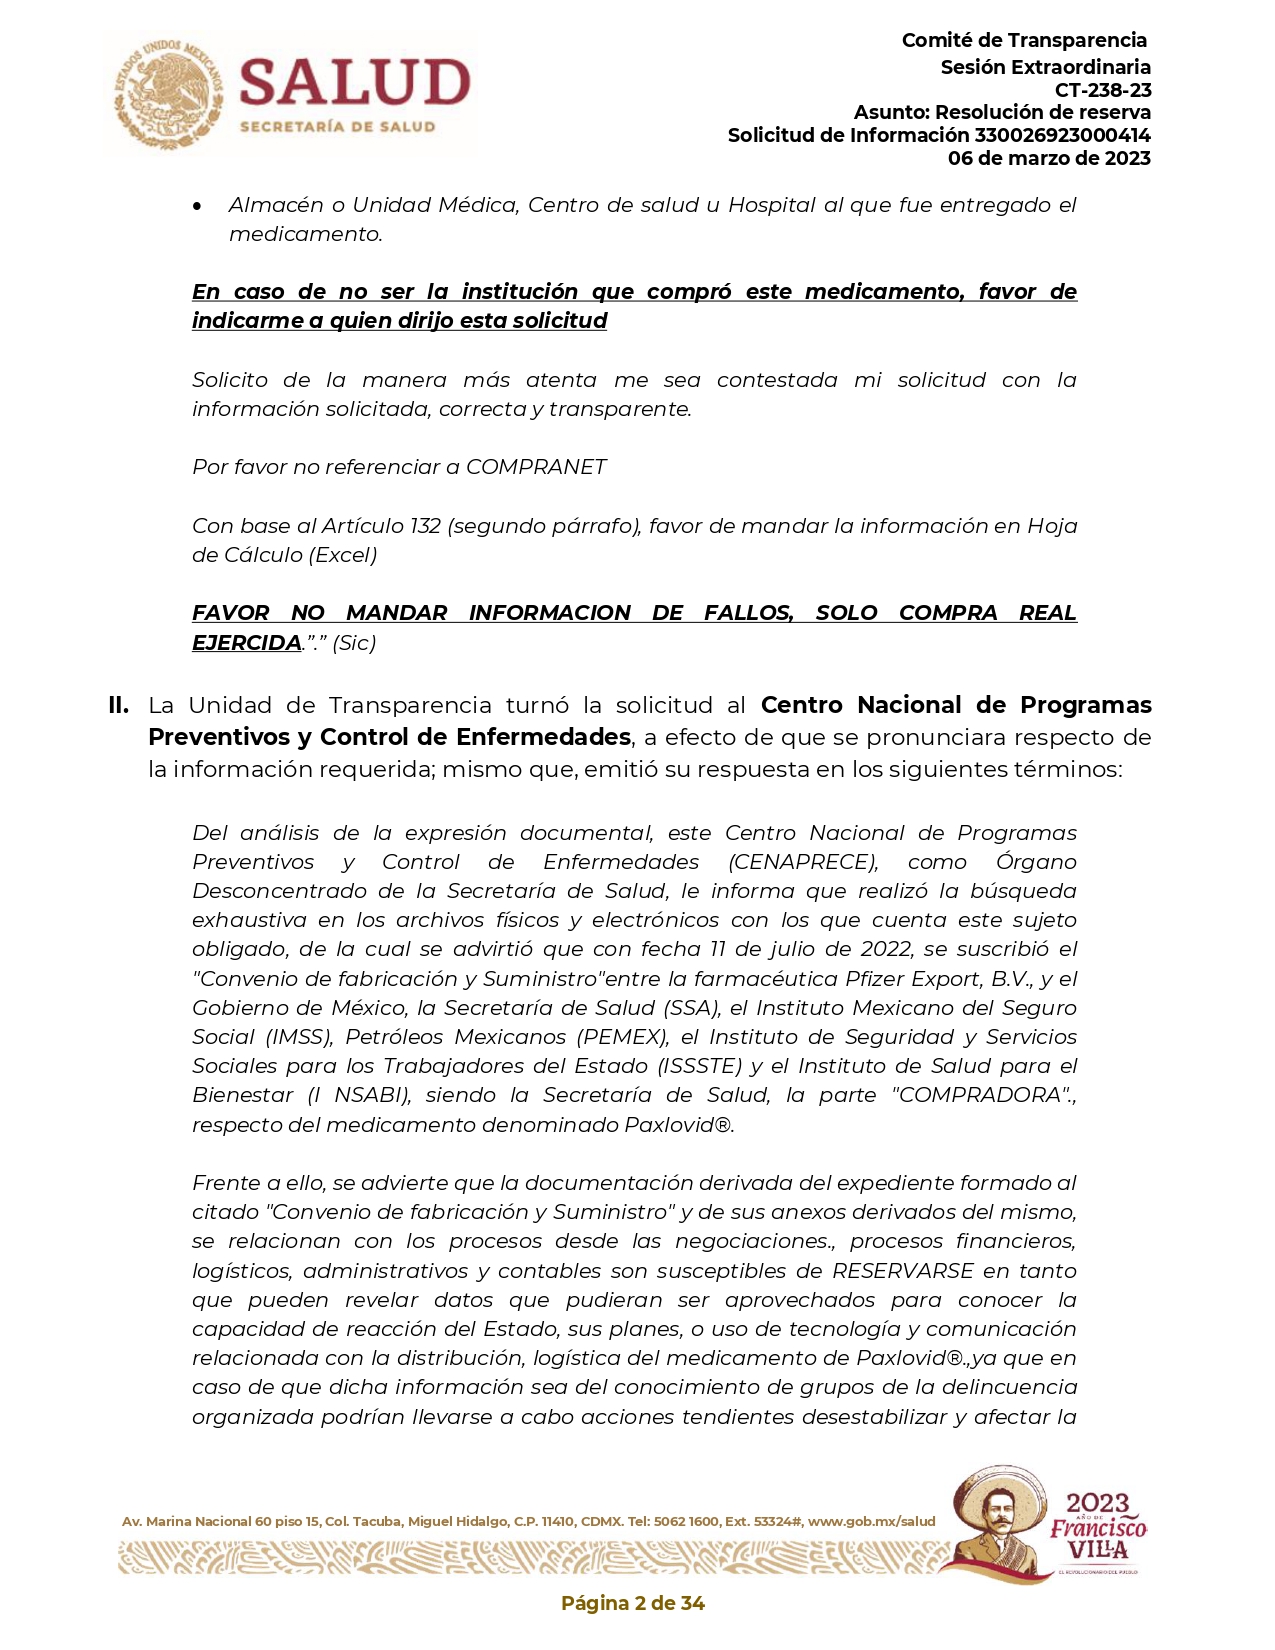 ESTADOS UNIDOS MEXICANOS
SALUD
SECRETARÍA DE SALUD
Comité de Transparencia
Sesión Extraordinaria
CT-238-23
Asunto: Resolución de reserva
Solicitud de Información 330026923000414
06 de marzo de 2023
• Almacén o Unidad Médica, Centro de salud u Hospital al que fue entregado el
medicamento.
En caso de no ser la institución que compró este medicamento, favor de
indicarme a quien dirijo esta solicitud
Solicito de la manera más atenta me sea contestada mi solicitud con la
información solicitada, correcta y transparente.
Por favor no referenciar a COMPRANET
Con base al Artículo 132 (segundo párrafo), favor de mandar la información en Hoja
de Cálculo (Excel)
FAVOR NO MANDAR INFORMACION DE FALLOS, SOLO COMPRA REAL
EJERCIDA.”.” (Sic)
II. La Unidad de Transparencia turnó la solicitud al Centro Nacional de Programas
Preventivos y Control de Enfermedades, a efecto de que se pronunciara respecto de
la información requerida; mismo que, emitió su respuesta en los siguientes términos:
Del análisis de la expresión documental, este Centro Nacional de Programas
Preventivos y Control de Enfermedades (CENAPRECE), como Órgano
Desconcentrado de la Secretaría de Salud, le informa que realizó la búsqueda
exhaustiva en los archivos físicos y electrónicos con los que cuenta este sujeto
obligado, de la cual se advirtió que con fecha 11 de julio de 2022, se suscribió el
"Convenio de fabricación y Suministro"entre la farmacéutica Pfizer Export, B.V., y el
Gobierno de México, la Secretaría de Salud (SSA), el Instituto Mexicano del Seguro
Social (IMSS), Petróleos Mexicanos (PEMEX), el Instituto de Seguridad y Servicios
Sociales para los Trabajadores del Estado (ISSSTE) y el Instituto de Salud para el
Bienestar (I NSABI), siendo la Secretaría de Salud, la parte "COMPRADORA".,
respecto del medicamento denominado Paxlovid®.
Frente a ello, se advierte que la documentación derivada del expediente formado al
citado "Convenio de fabricación y Suministro" y de sus anexos derivados del mismo,
se relacionan con los procesos desde las negociaciones., procesos financieros,
logísticos, administrativos y contables son susceptibles de RESERVARSE en tanto
que pueden revelar datos que pudieran ser aprovechados para conocer la
capacidad de reacción del Estado, sus planes, o uso de tecnología y comunicación
relacionada con la distribución, logística del medicamento de Paxlovid®.,ya que en
caso de que dicha información sea del conocimiento de grupos de la delincuencia
organizada podrían llevarse a cabo acciones tendientes desestabilizar y afectar la
Av. Marina Nacional 60 piso 15, Col. Tacuba, Miguel Hidalgo, C.P. 11410, CDMX. Tel: 5062 1600, Ext. 53324#, www.gob.mx/salud
2023
AÑO DE
Francisco
VILLA
EL REVOLUCIONARIO DEL PUEBLO
Página 2 de 34